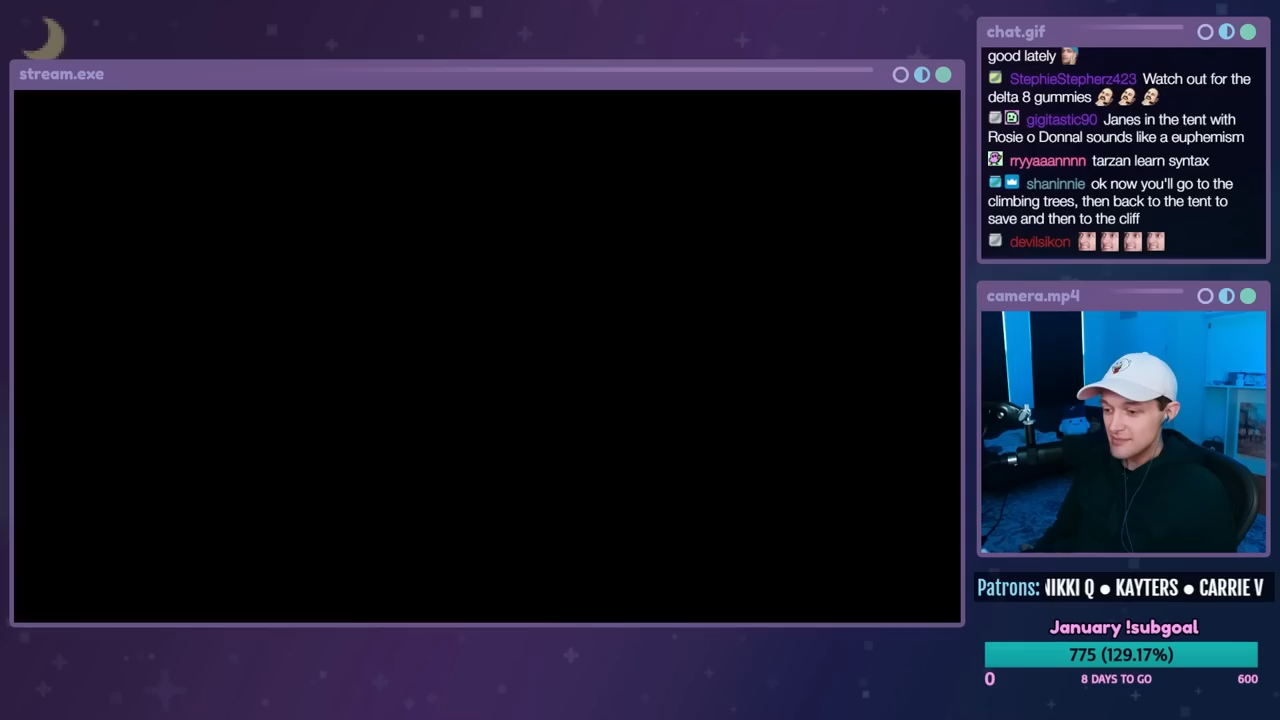 stream.exe
chat.gif
good lately
StephieStepherz423 Watch out for the
delta 8 gummies
gigitastic90 Janes in the tent with
Rosie o Donnal sounds like a euphemism
rryyaaannnn tarzan learn syntax
shaninnie ok now you'll go to the
climbing trees, then back to the tent to
save and then to the cliff
devilsikon
camera.mp4
Patrons: NIKKI Q ● KAYTERS ● CARRIE V
January !subgoal
775 (129.17%)
0 8 DAYS TO GO 600